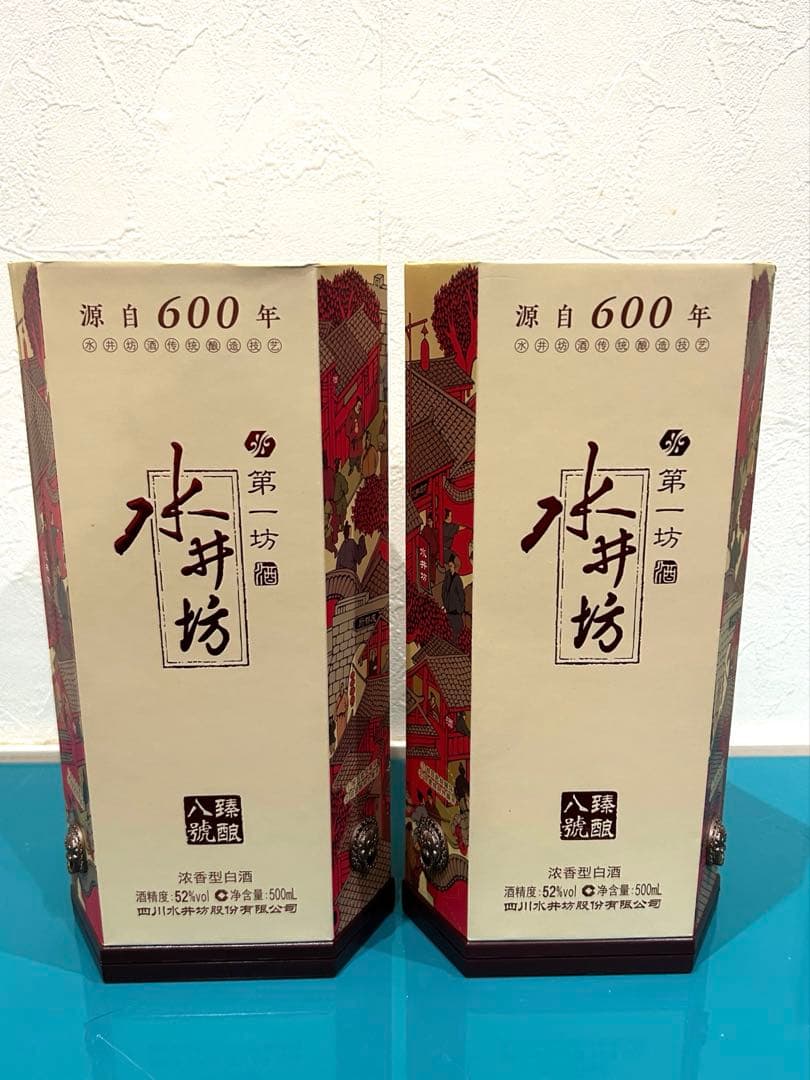 源自600年
水井坊酒传统酿造技艺
第一坊酒
水井坊
臻酿
八號
浓香型白酒
酒精度:52%vol 净含量:500mL
四川水井坊股份有限公司
源自600年
水井坊酒传统酿造技艺
第一坊酒
水井坊
水井坊
臻酿
八號
浓香型白酒
酒精度:52%vol 净含量:500mL
四川水井坊股份有限公司